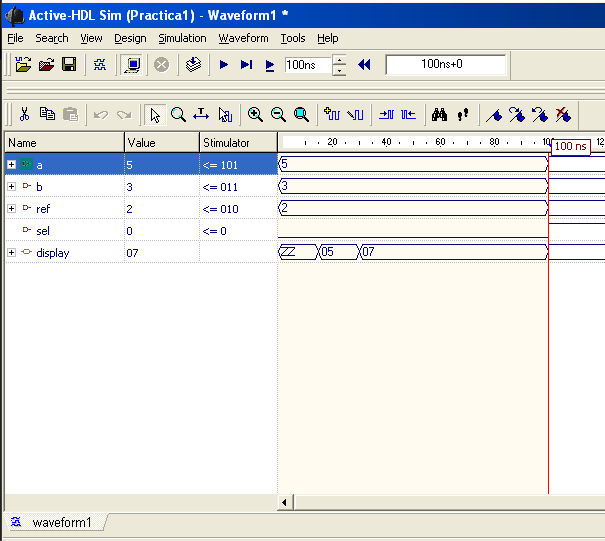 Active-HDL Sim (Practica1) - Waveform1 *
File Search View Design Simulation Waveform Tools Help
100ns 100ns+0
Name Value Stimulator 20 40 60 80 100 12
100 ns
a 5 <= 101 5
b 3 <= 011 3
ref 2 <= 010 2
sel 0 <= 0
display 07 ZZ 05 07
waveform1